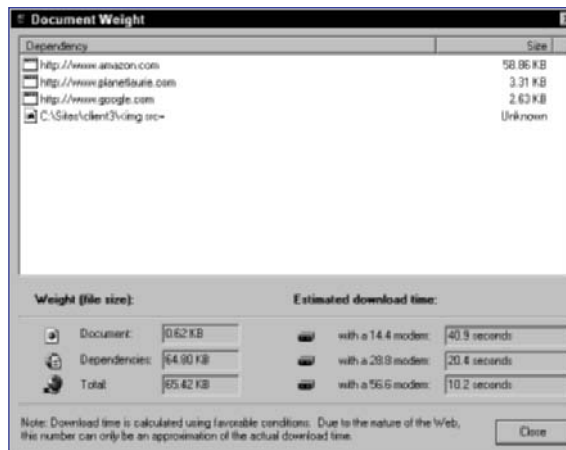 Document Weight
Dependency Size
http://www.amazon.com 58.86 KB
http://www.planetlaurie.com 3.31 KB
http://www.google.com 2.63 KB
C:\Sites\client3\<img src= Unknown
Weight (file size): Estimated download time:
Document: 0.62 KB with a 14.4 modem: 40.9 seconds
Dependencies: 64.80 KB with a 28.8 modem: 20.4 seconds
Total: 65.42 KB with a 56.6 modem: 10.2 seconds
Note: Download time is calculated using favorable conditions. Due to the nature of the Web,
this number can only be an approximation of the actual download time.
Close